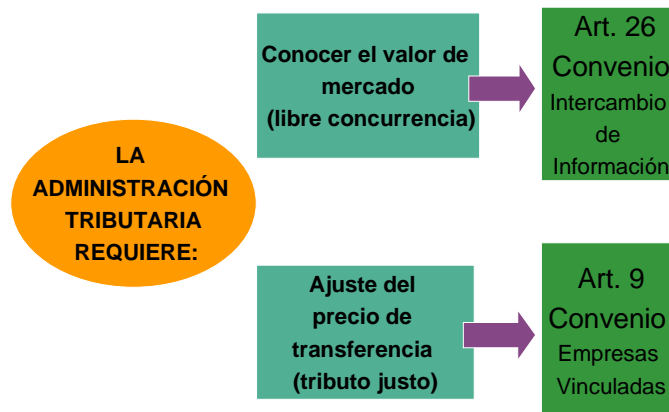 LA
ADMINISTRACIÓN
TRIBUTARIA
REQUIERE:
Conocer el valor de
mercado
(libre concurrencia)
Art. 26
Convenio
Intercambio
de
Información
Ajuste del
precio de
transferencia
(tributo justo)
Art. 9
Convenio
Empresas
Vinculadas